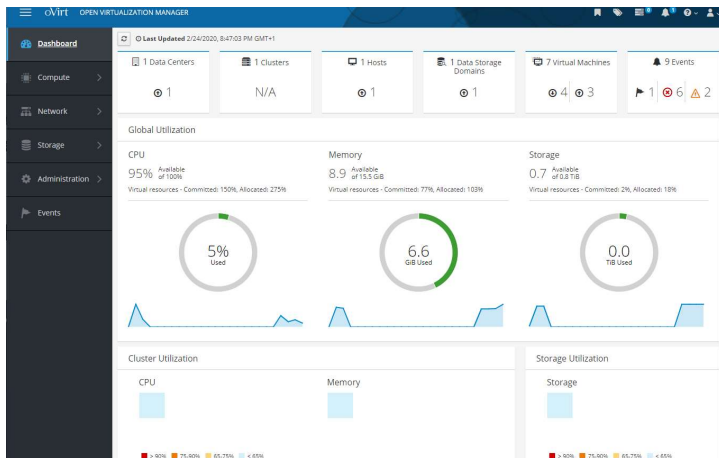 oVirt OPEN VIRTUALIZATION MANAGER
Dashboard
Compute
Network
Storage
Administration
Events
Last Updated 2/24/2020, 8:47:03 PM GMT+1
1 Data Centers
1
1 Clusters
N/A
1 Hosts
1
1 Data Storage
Domains
1
7 Virtual Machines
4 3
9 Events
1 6 2
Global Utilization
CPU
95% Available
of 100%
Virtual resources - Committed: 150%, Allocated: 275%
5%
Used
Memory
8.9 Available
of 15.5 GiB
Virtual resources - Committed: 77%, Allocated: 103%
6.6
GiB Used
Storage
0.7 Available
of 0.8 TiB
Virtual resources - Committed: 2%, Allocated: 18%
0.0
TiB Used
Cluster Utilization
CPU
Memory
> 90% 75-90% 65-75% < 65%
Storage Utilization
Storage
> 90% 75-90% 65-75% < 65%